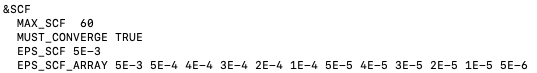 &SCF
MAX_SCF 60
MUST_CONVERGE TRUE
EPS_SCF 5E-3
EPS_SCF_ARRAY 5E-3 5E-4 4E-4 3E-4 2E-4 1E-4 5E-5 4E-5 3E-5 2E-5 1E-5 5E-6